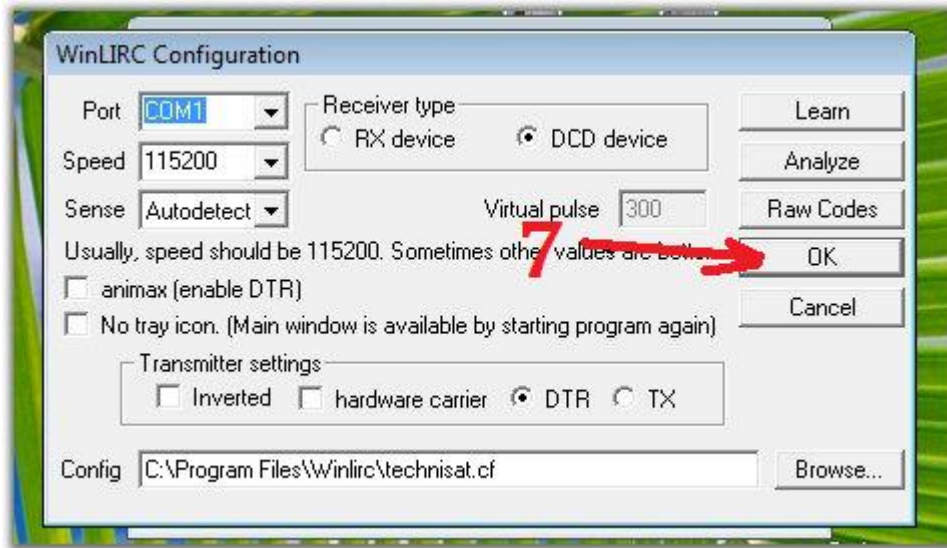 WinLIRC Configuration
Port COM1
Receiver type
RX device DCD device
Learn
Speed 115200
Analyze
Sense Autodetect
Virtual pulse 300
Raw Codes
Usually, speed should be 115200. Sometimes other values are better.
7
OK
animax (enable DTR)
No tray icon. (Main window is available by starting program again)
Cancel
Transmitter settings
Inverted hardware carrier DTR TX
Config C:\Program Files\Winlirc\technisat.cf Browse...